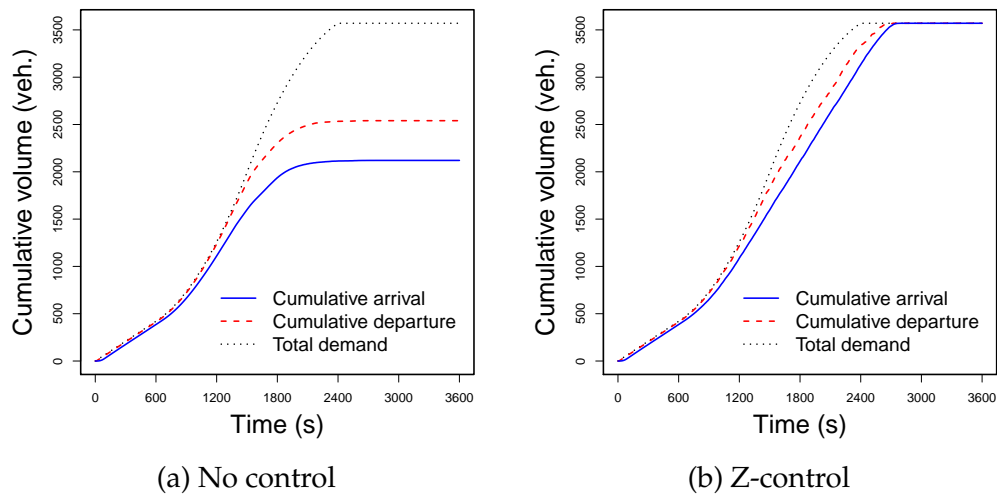 Cumulative volume (veh.)
3500
3000
2500
2000
1500
1000
500
0
Cumulative arrival
Cumulative departure
Total demand
0 600 1200 1800 2400 3000 3600
Time (s)
(a) No control
Cumulative volume (veh.)
3500
3000
2500
2000
1500
1000
500
0
Cumulative arrival
Cumulative departure
Total demand
0 600 1200 1800 2400 3000 3600
Time (s)
(b) Z-control